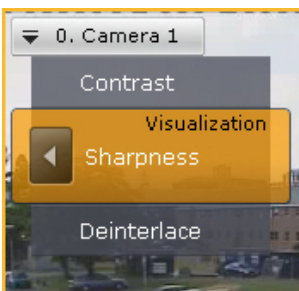 0. Camera 1
Contrast
Visualization
Sharpness
Deinterlace